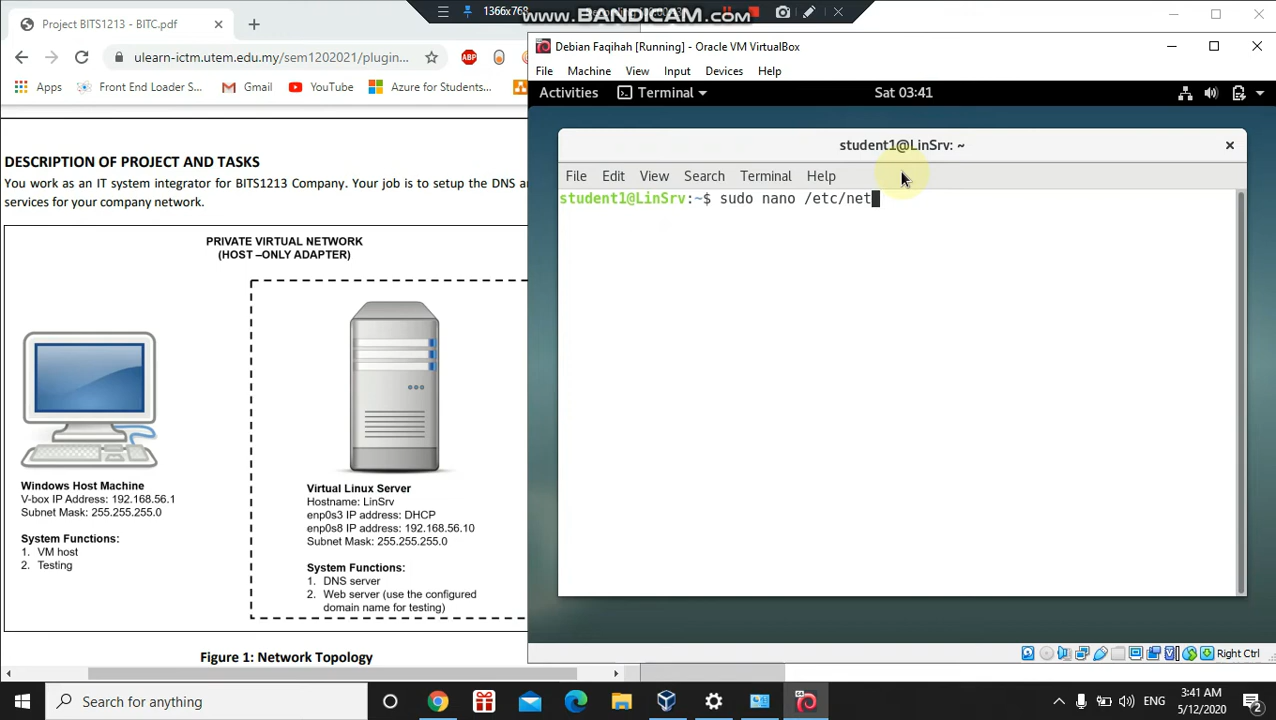 Project BITS1213 - BITC.pdf
1366x768
www.BANDICAM.com
ulearn-ictm.utem.edu.my/sem1202021/plugin...
ABP
Apps
Front End Loader S...
Gmail
YouTube
Azure for Students...
DESCRIPTION OF PROJECT AND TASKS
You work as an IT system integrator for BITS1213 Company. Your job is to setup the DNS a
services for your company network.
PRIVATE VIRTUAL NETWORK
(HOST –ONLY ADAPTER)
Windows Host Machine
V-box IP Address: 192.168.56.1
Subnet Mask: 255.255.255.0
System Functions:
1. VM host
2. Testing
Virtual Linux Server
Hostname: LinSrv
enp0s3 IP address: DHCP
enp0s8 IP address: 192.168.56.10
Subnet Mask: 255.255.255.0
System Functions:
1. DNS server
2. Web server (use the configured
domain name for testing)
Figure 1: Network Topology
Debian Faqihah [Running] - Oracle VM VirtualBox
File Machine View Input Devices Help
Activities
Terminal
Sat 03:41
student1@LinSrv: ~
File Edit View Search Terminal Help
student1@LinSrv:~$ sudo nano /etc/net
Right Ctrl
Search for anything
ENG
3:41 AM
5/12/2020
2